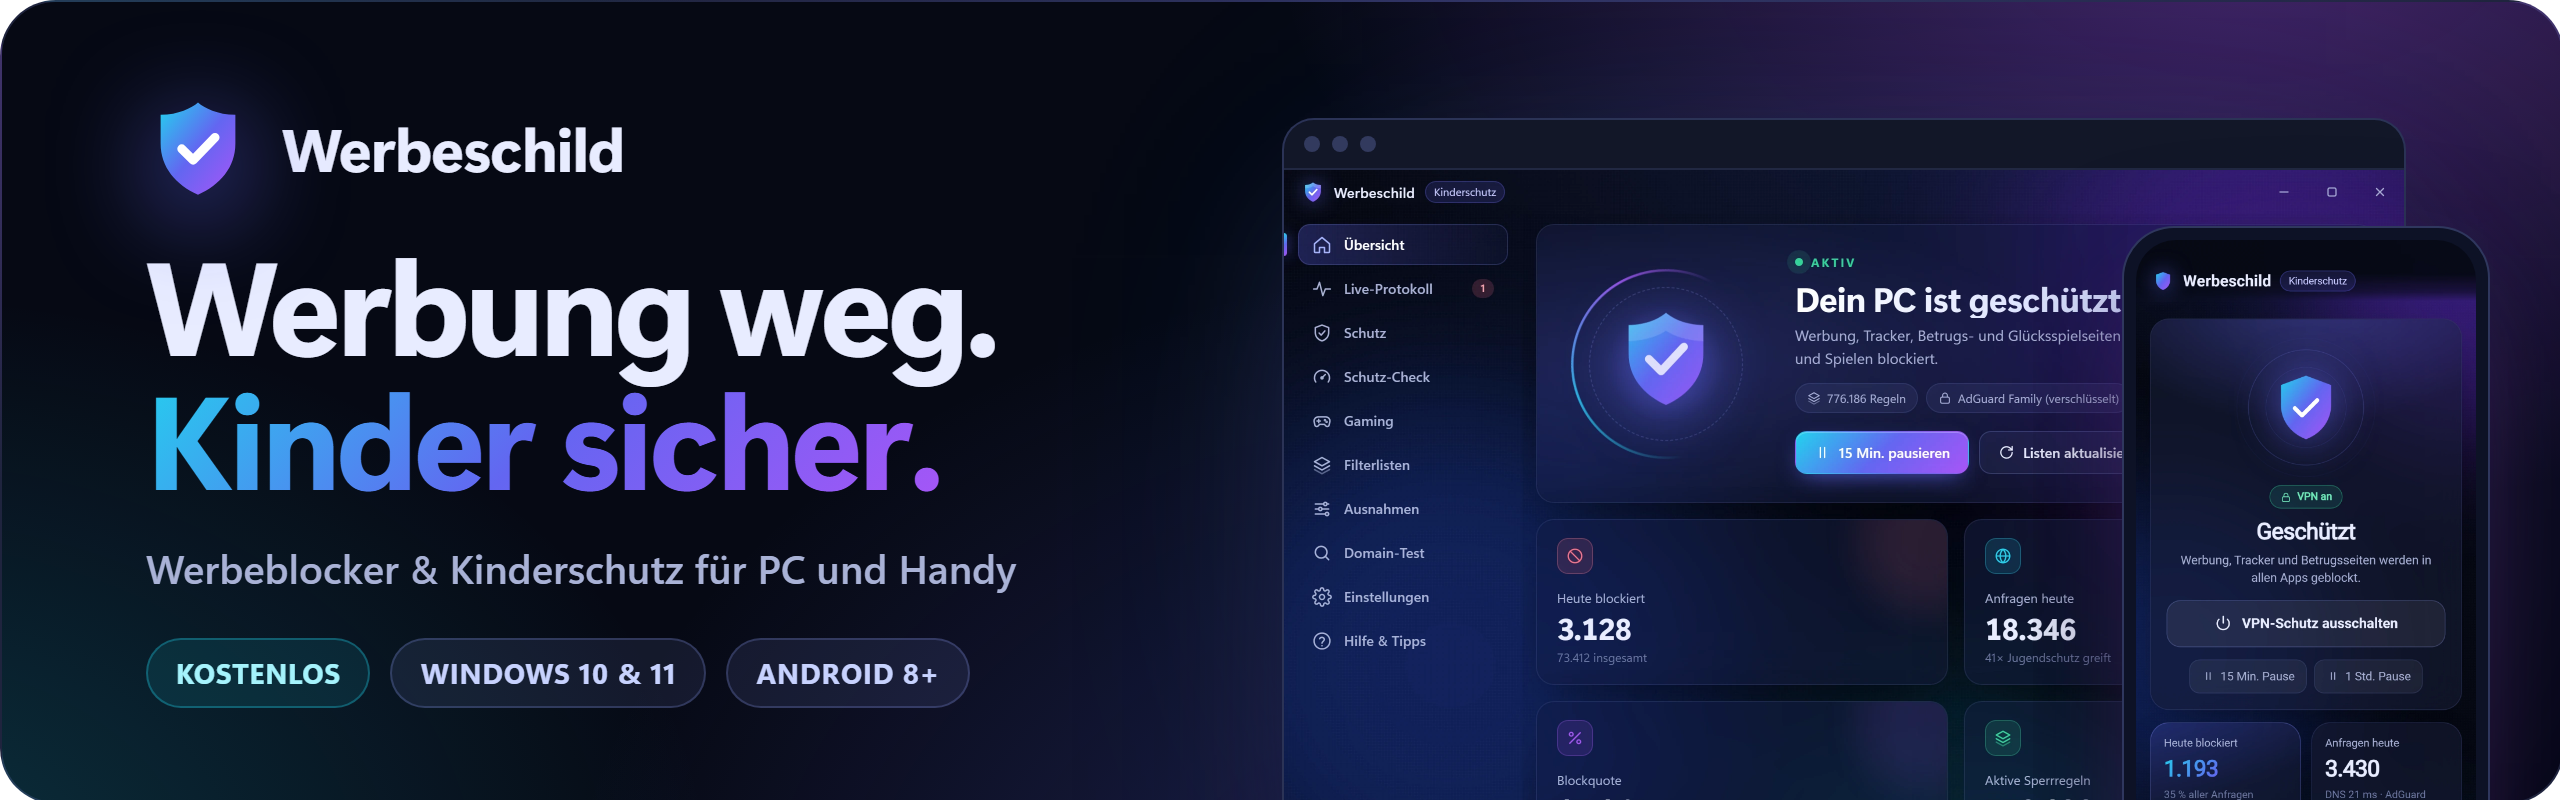 Werbeschild
Werbung weg.
Kinder sicher.
Werbeblocker & Kinderschutz für PC und Handy
KOSTENLOS
WINDOWS 10 & 11
ANDROID 8+
Werbeschild
Kinderschutz
Übersicht
Live-Protokoll
1
Schutz
Schutz-Check
Gaming
Filterlisten
Ausnahmen
Domain-Test
Einstellungen
Hilfe & Tipps
AKTIV
Dein PC ist geschützt
Werbung, Tracker, Betrugs- und Glücksspielseiten
und Spielen blockiert.
776.186 Regeln
AdGuard Family (verschlüsselt)
15 Min. pausieren
Listen aktualisie
Heute blockiert
3.128
73.412 insgesamt
Anfragen heute
18.346
41× Jugendschutz greift
Blockquote
Aktive Sperrregeln
Werbeschild
Kinderschutz
VPN an
Geschützt
Werbung, Tracker und Betrugsseiten werden in
allen Apps geblockt.
VPN-Schutz ausschalten
15 Min. Pause
1 Std. Pause
Heute blockiert
1.193
35 % aller Anfragen
Anfragen heute
3.430
DNS 21 ms · AdGuard